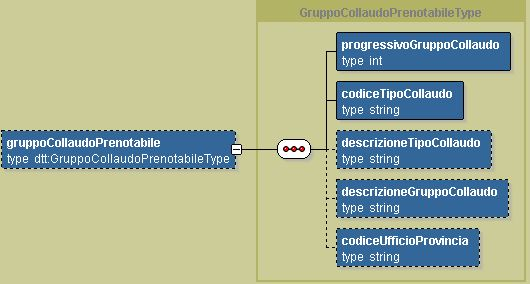 GruppoCollaudoPrenotabileType
progressivoGruppoCollaudo
type int
codiceTipoCollaudo
type string
gruppoCollaudoPrenotabile
type dtt:GruppoCollaudoPrenotabileType
descrizioneTipoCollaudo
type string
descrizioneGruppoCollaudo
type string
codiceUfficioProvincia
type string